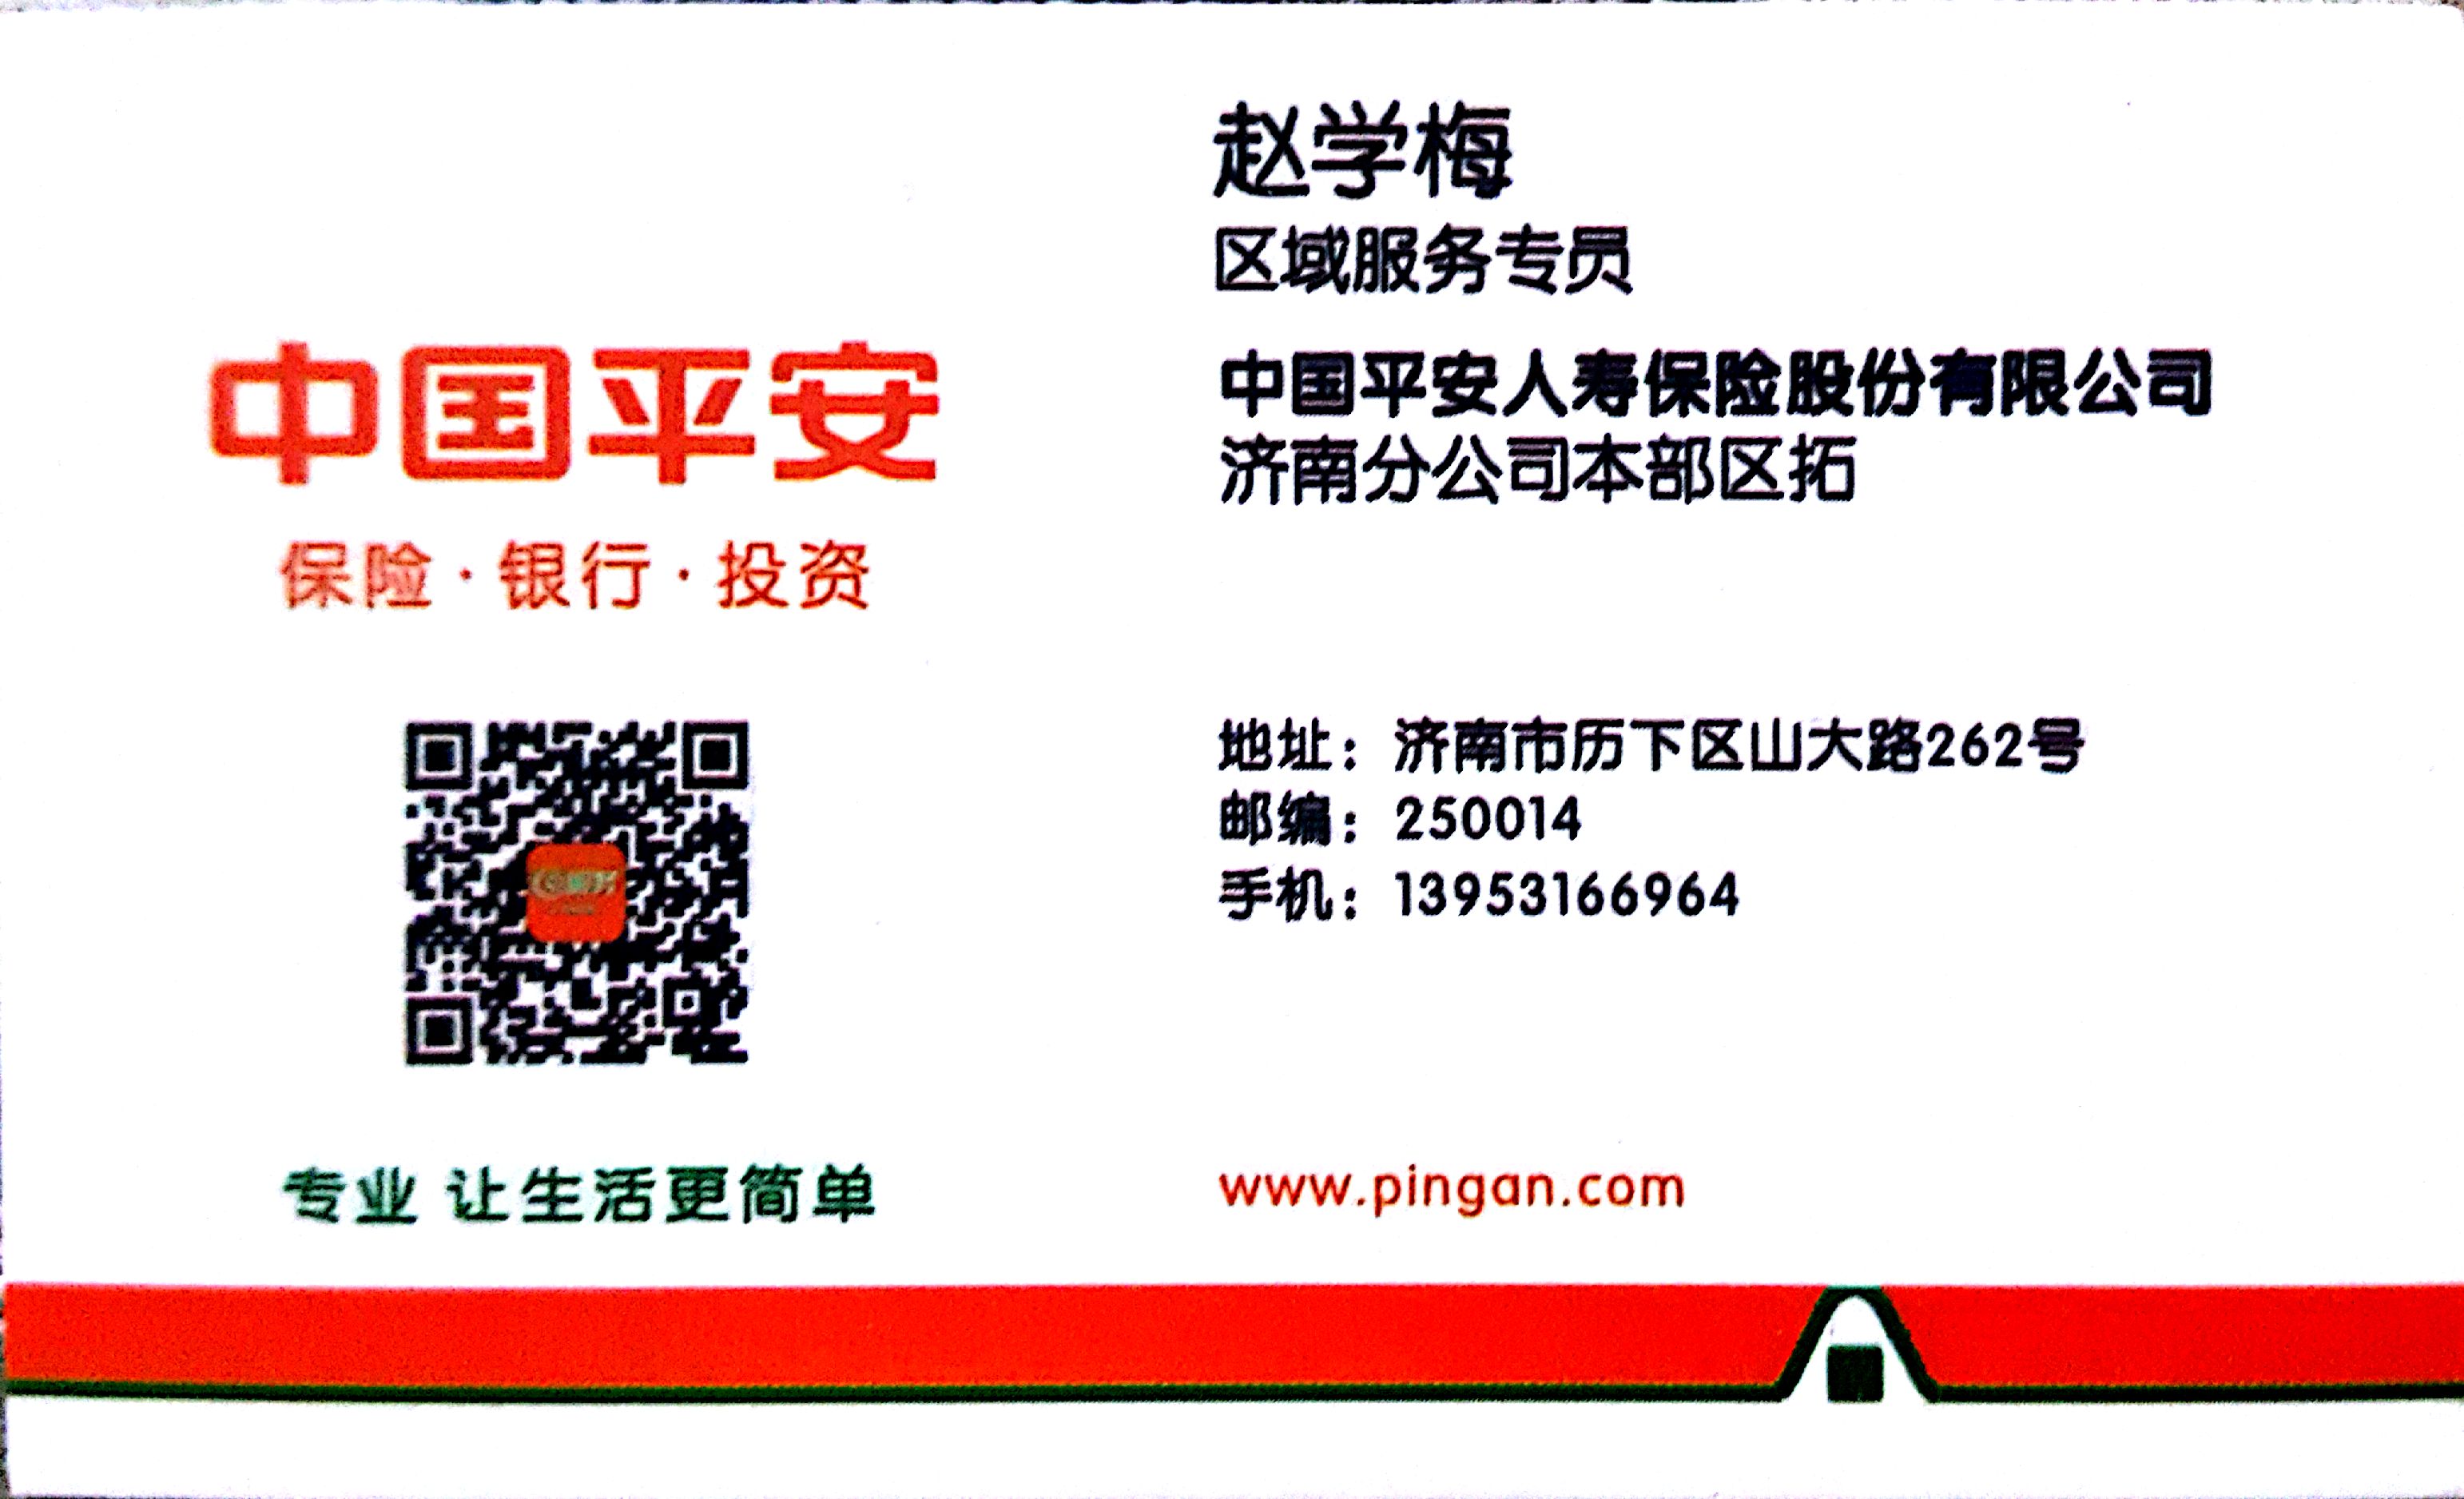 中国平安
保险·银行·投资
专业 让生活更简单
赵学梅
区域服务专员
中国平安人寿保险股份有限公司
济南分公司本部区拓
地址：济南市历下区山大路262号
邮编：250014
手机：13953166964
www.pingan.com